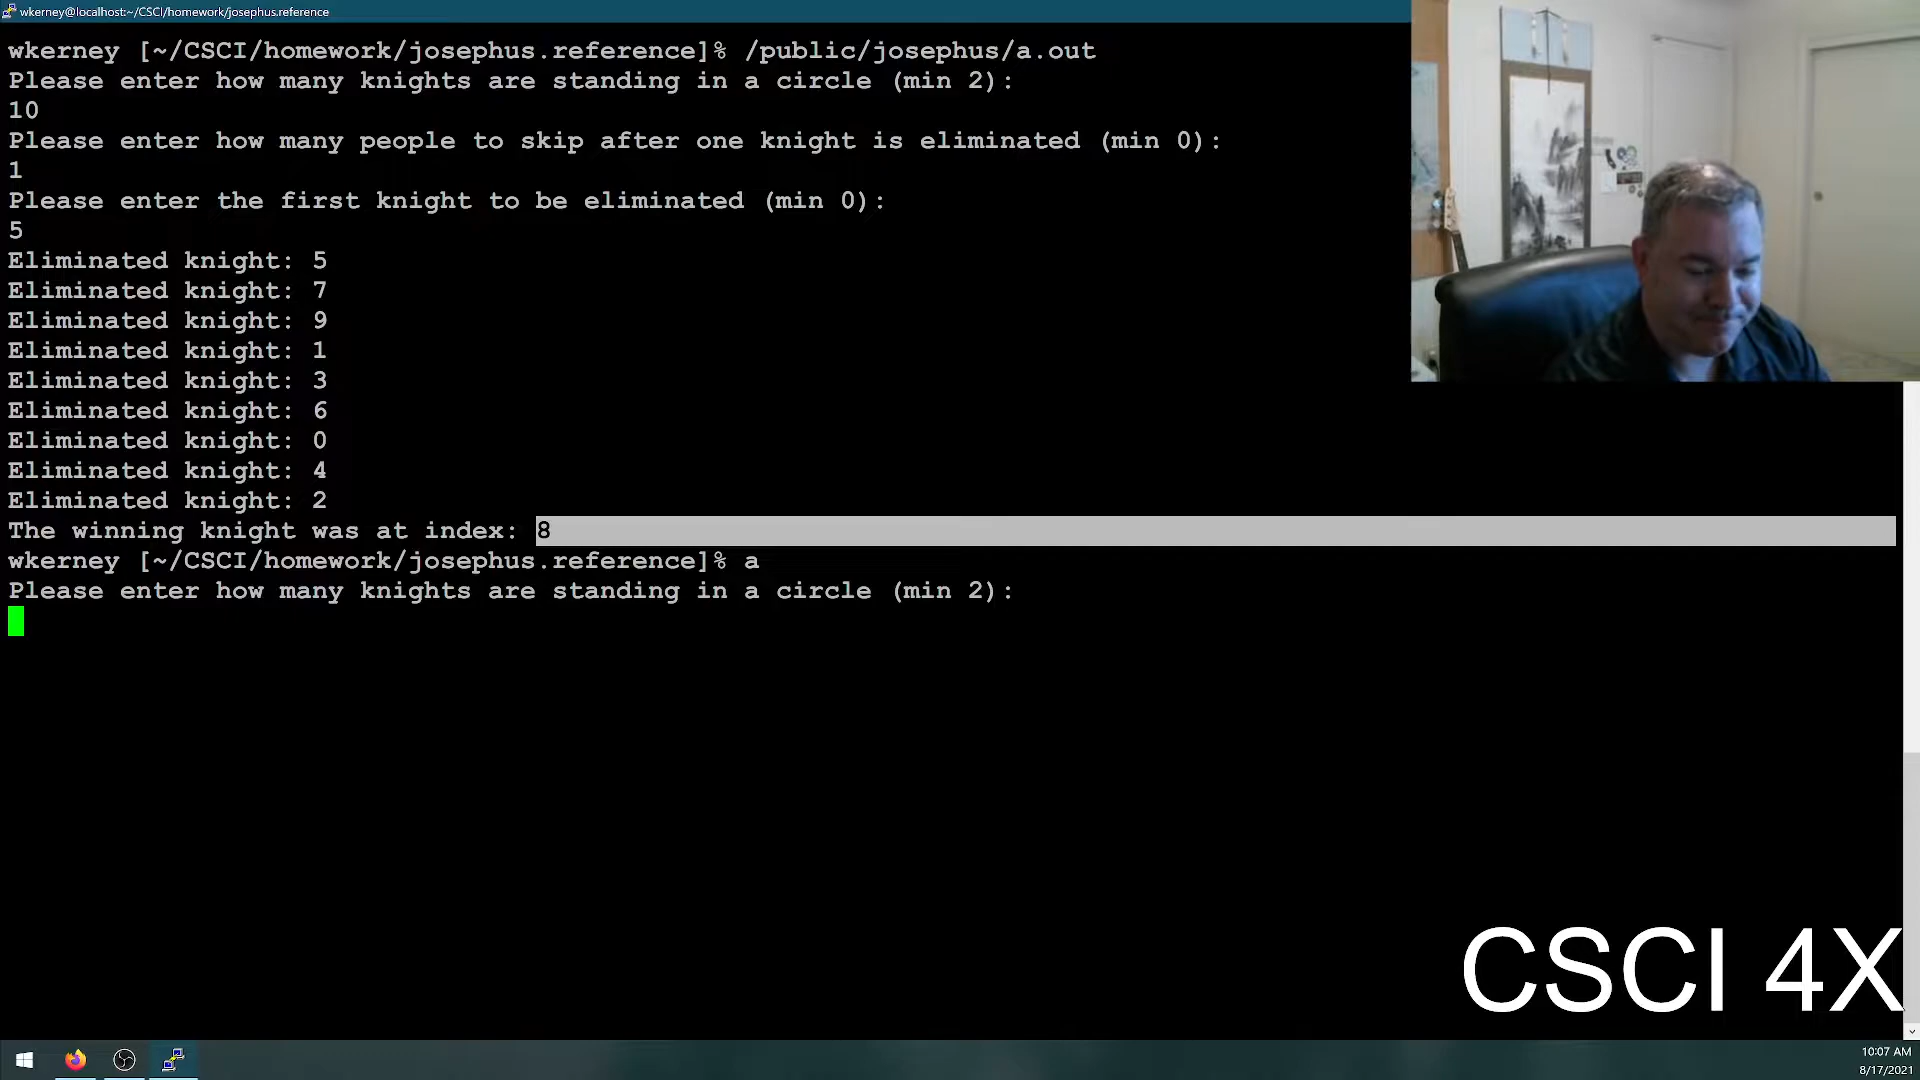 wkerney@localhost:~/CSCI/homework/josephus.reference
wkerney [~/CSCI/homework/josephus.reference]% /public/josephus/a.out
Please enter how many knights are standing in a circle (min 2):
10
Please enter how many people to skip after one knight is eliminated (min 0):
1
Please enter the first knight to be eliminated (min 0):
5
Eliminated knight: 5
Eliminated knight: 7
Eliminated knight: 9
Eliminated knight: 1
Eliminated knight: 3
Eliminated knight: 6
Eliminated knight: 0
Eliminated knight: 4
Eliminated knight: 2
The winning knight was at index: 8
wkerney [~/CSCI/homework/josephus.reference]% a
Please enter how many knights are standing in a circle (min 2):
CSCI 4X
10:07 AM
8/17/2021